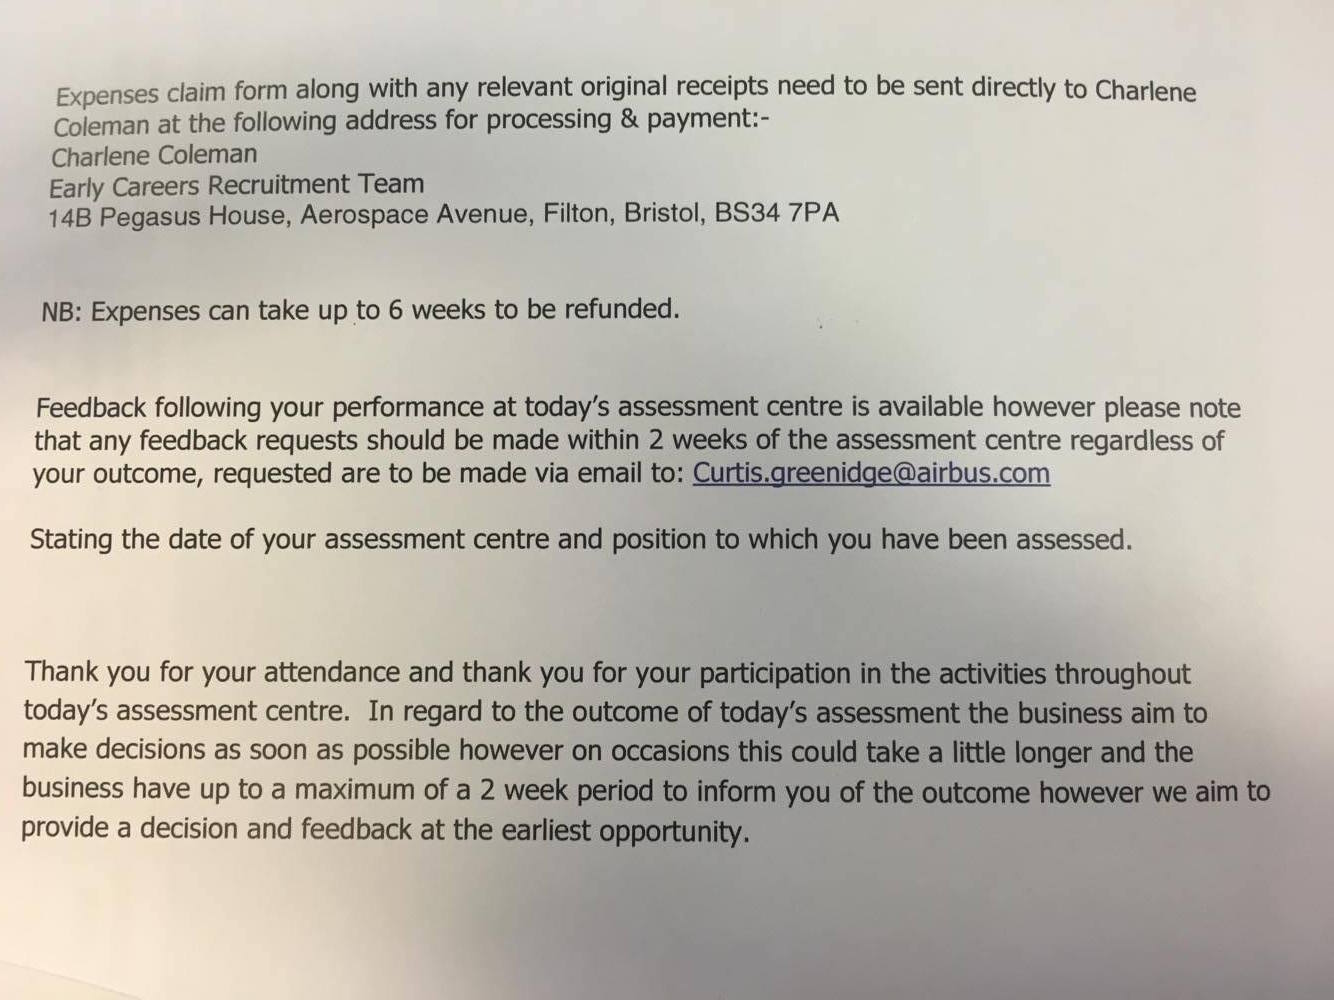 Expenses claim form along with any relevant original receipts need to be sent directly to Charlene
Coleman at the following address for processing & payment:-
Charlene Coleman
Early Careers Recruitment Team
14B Pegasus House, Aerospace Avenue, Filton, Bristol, BS34 7PA
NB: Expenses can take up to 6 weeks to be refunded.
Feedback following your performance at today's assessment centre is available however please note
that any feedback requests should be made within 2 weeks of the assessment centre regardless of
your outcome, requested are to be made via email to: Curtis.greenidge@airbus.com
Stating the date of your assessment centre and position to which you have been assessed.
Thank you for your attendance and thank you for your participation in the activities throughout
today's assessment centre.  In regard to the outcome of today's assessment the business aim to
make decisions as soon as possible however on occasions this could take a little longer and the
business have up to a maximum of a 2 week period to inform you of the outcome however we aim to
provide a decision and feedback at the earliest opportunity.